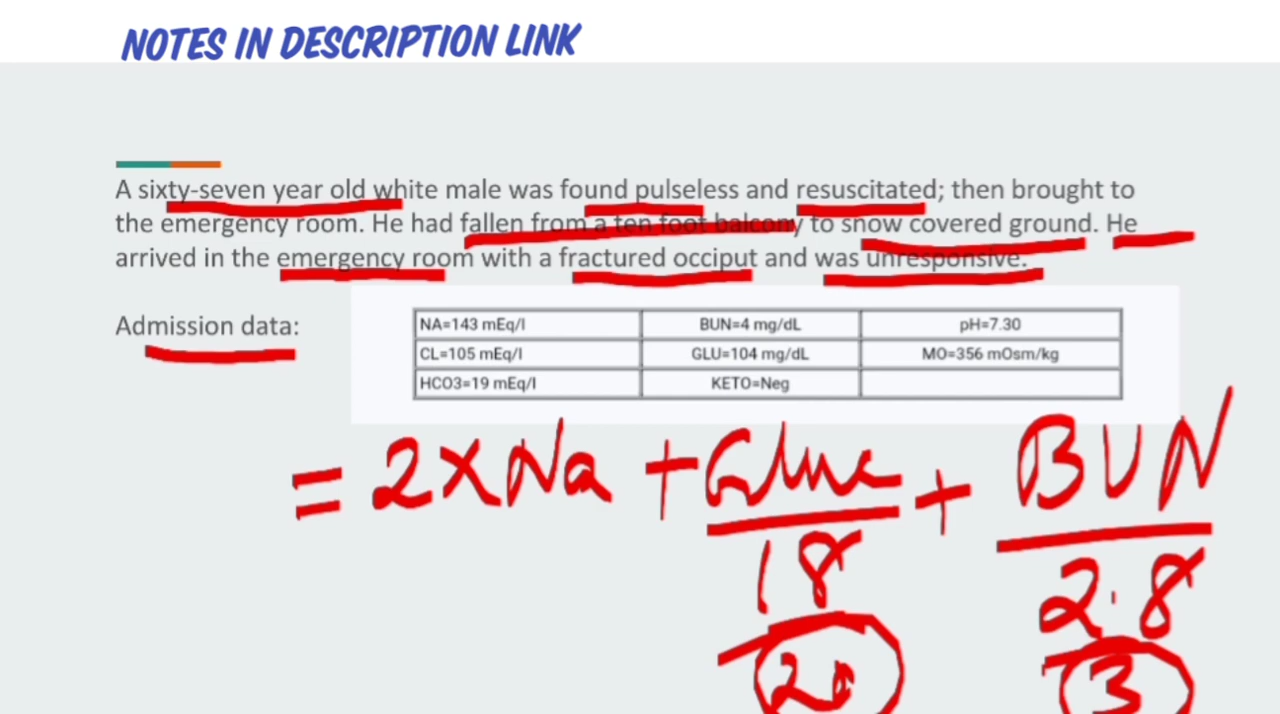 NOTES IN DESCRIPTION LINK
A sixty-seven year old white male was found pulseless and resuscitated; then brought to
the emergency room. He had fallen from a ten foot balcony to snow covered ground. He
arrived in the emergency room with a fractured occiput and was unresponsive.
Admission data:
NA=143 mEq/l BUN=4 mg/dL pH=7.30
CL=105 mEq/l GLU=104 mg/dL MO=356 mOsm/kg
HCO3=19 mEq/l KETO=Neg
= 2 x Na + Gluc + BUN
18 2.8
20 3